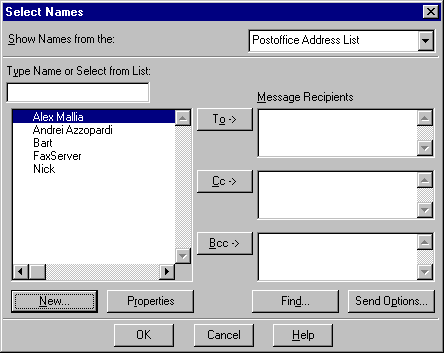 Select Names
Show Names from the: Postoffice Address List
Type Name or Select from List:
Message Recipients
Alex Mallia
Andrei Azzopardi
Bart
FaxServer
Nick
To ->
Cc ->
Bcc ->
New... Properties Find... Send Options...
OK Cancel Help